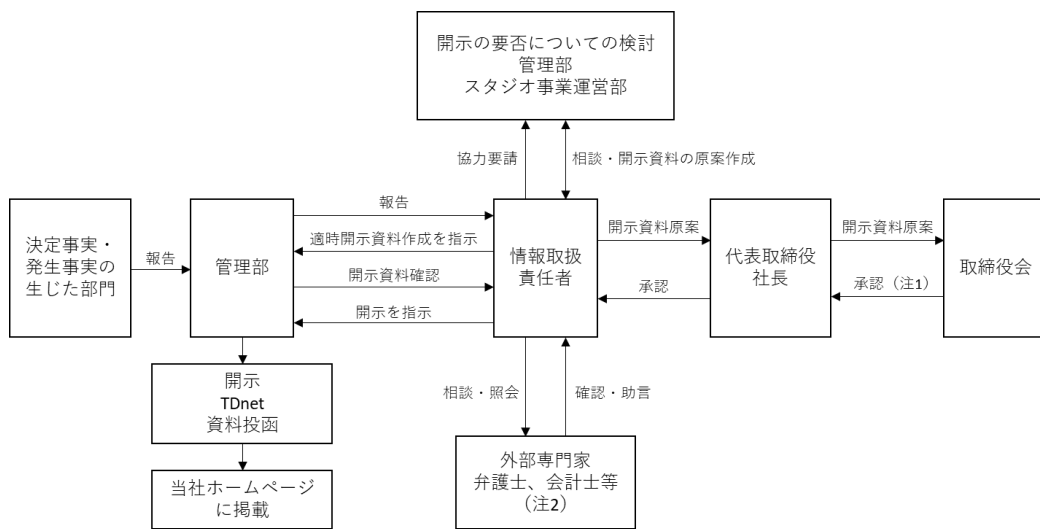 開示の要否についての検討
管理部
スタジオ事業運営部
協力要請
相談・開示資料の原案作成
決定事実・
発生事実の
生じた部門
報告
管理部
報告
適時開示資料作成を指示
開示資料確認
開示を指示
情報取扱
責任者
開示資料原案
承認
代表取締役
社長
開示資料原案
承認（注1）
取締役会
開示
TDnet
資料投函
当社ホームページ
に掲載
相談・照会
確認・助言
外部専門家
弁護士、会計士等
（注2）